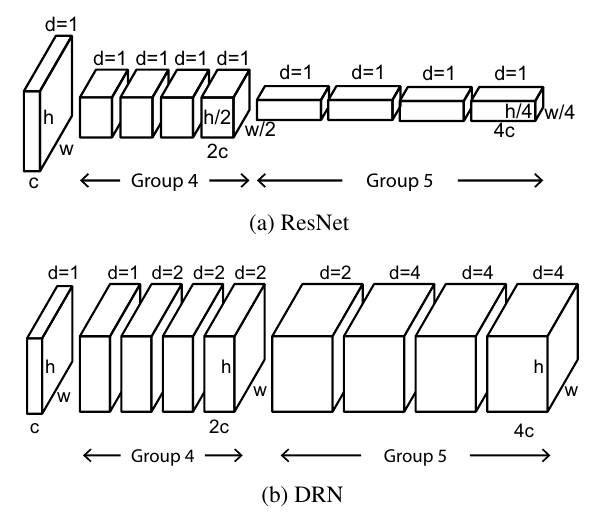 d=1
d=1 d=1 d=1 d=1
d=1 d=1 d=1 d=1
h
w
c
h/2
w/2
2c
h/4
w/4
4c
Group 4
Group 5
(a) ResNet
d=1
d=1 d=2 d=2 d=2
d=2 d=4 d=4 d=4
h
w
c
h
w
2c
h
w
4c
Group 4
Group 5
(b) DRN